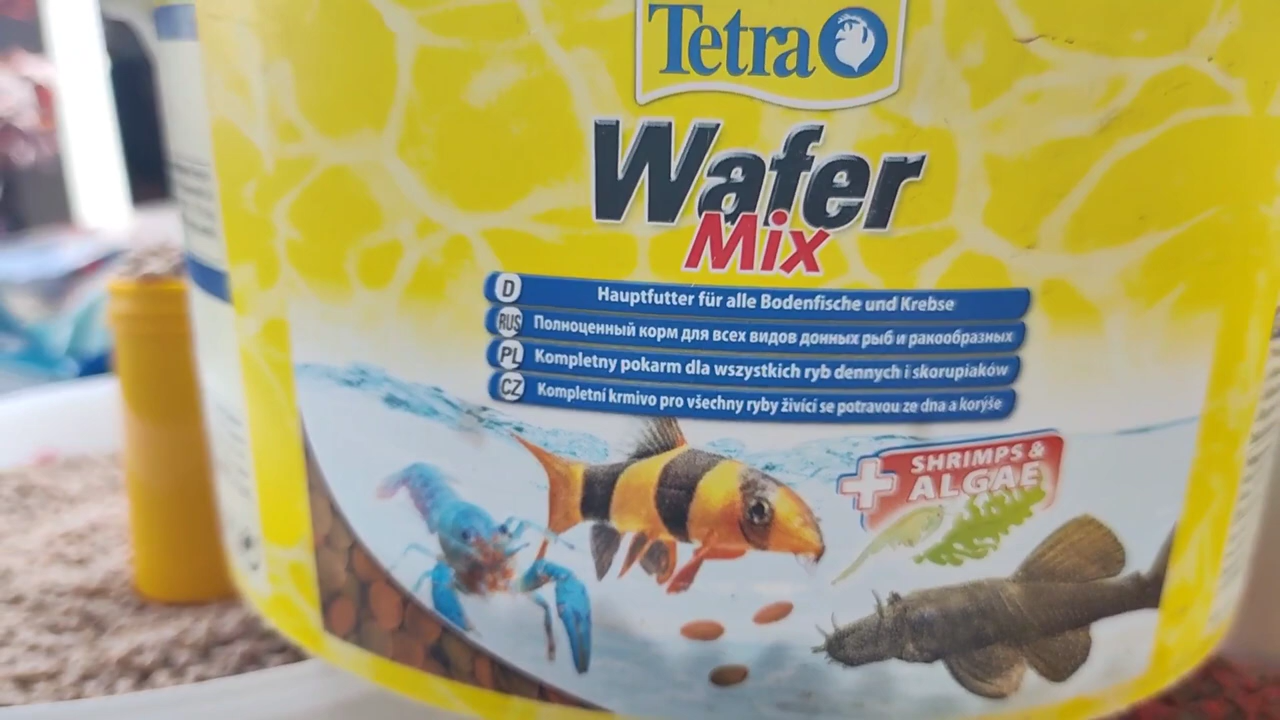 Tetra
Wafer
Mix
D Hauptfutter für alle Bodenfische und Krebse
RUS Полноценный корм для всех видов донных рыб и ракообразных
PL Kompletny pokarm dla wszystkich ryb dennych i skorupiaków
CZ Kompletní krmivo pro všechny ryby živící se potravou ze dna a korýše
SHRIMPS &
ALGAE